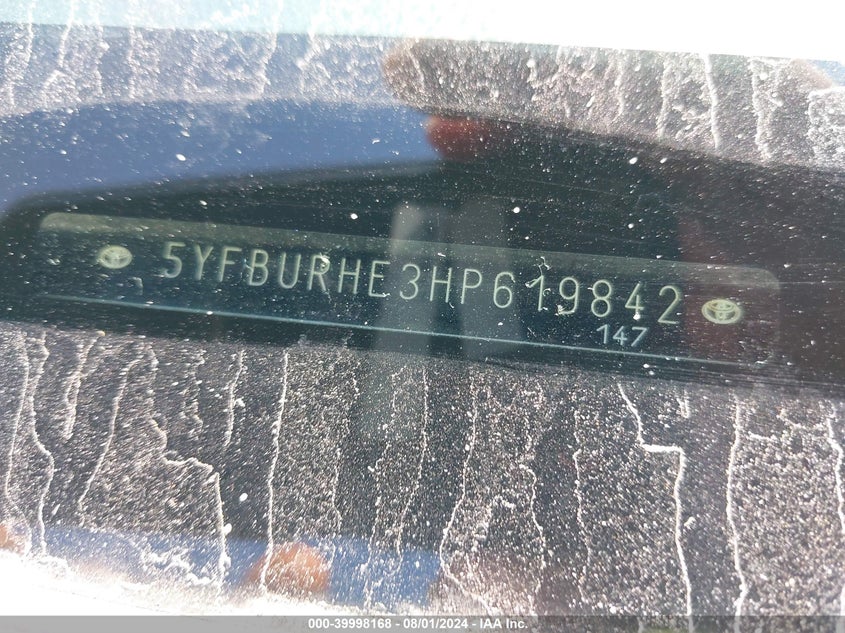 5YFBURHE3HP619842
147
000-39998168 - 08/01/2024 - IAA Inc.